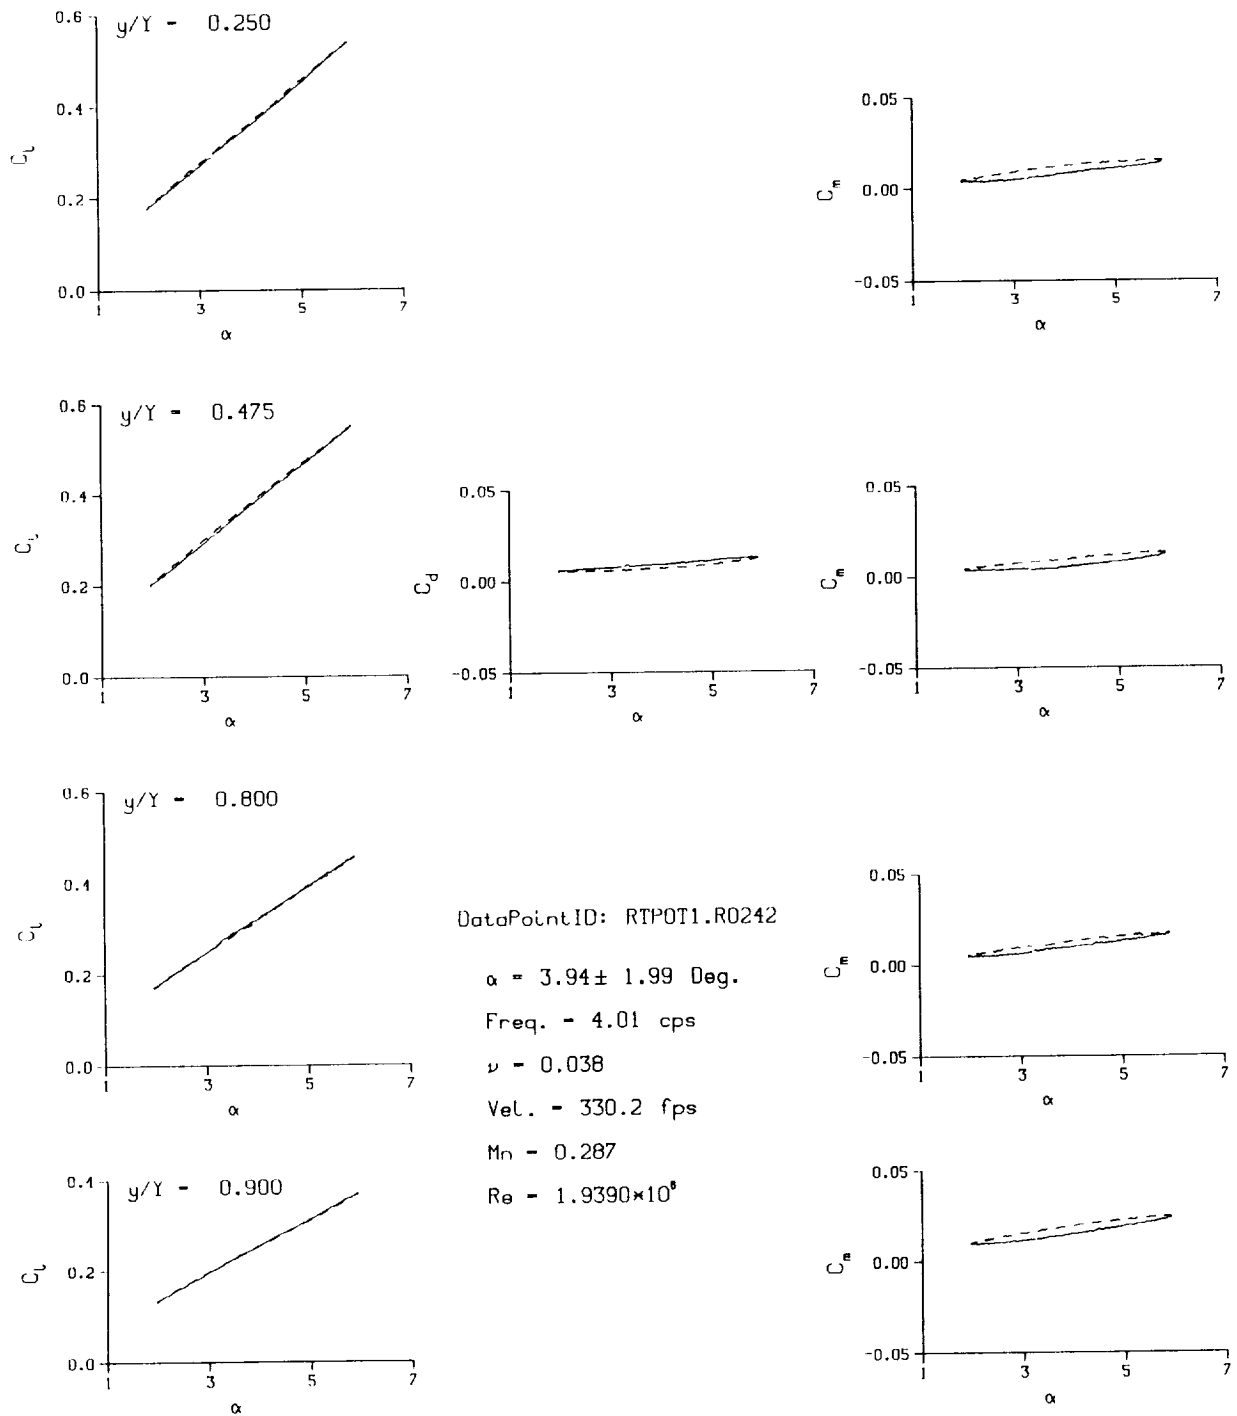 y/Y = 0.250
0.6
0.4
0.2
0.0
C_l
1 3 5 7
α
0.05
0.00
-0.05
C_m
1 3 5 7
α
y/Y = 0.475
0.6
0.4
0.2
0.0
C_l
1 3 5 7
α
0.05
0.00
-0.05
C_d
1 3 5 7
α
0.05
0.00
-0.05
C_m
1 3 5 7
α
y/Y = 0.800
0.6
0.4
0.2
0.0
C_l
1 3 5 7
α
DataPointID: RTPOT1.R0242
α = 3.94± 1.99 Deg.
Freq. = 4.01 cps
ν = 0.038
Vel. = 330.2 fps
Mn = 0.287
Re = 1.9390×10⁶
0.05
0.00
-0.05
C_m
1 3 5 7
α
y/Y = 0.900
0.4
0.2
0.0
C_l
1 3 5 7
α
0.05
0.00
-0.05
C_m
1 3 5 7
α